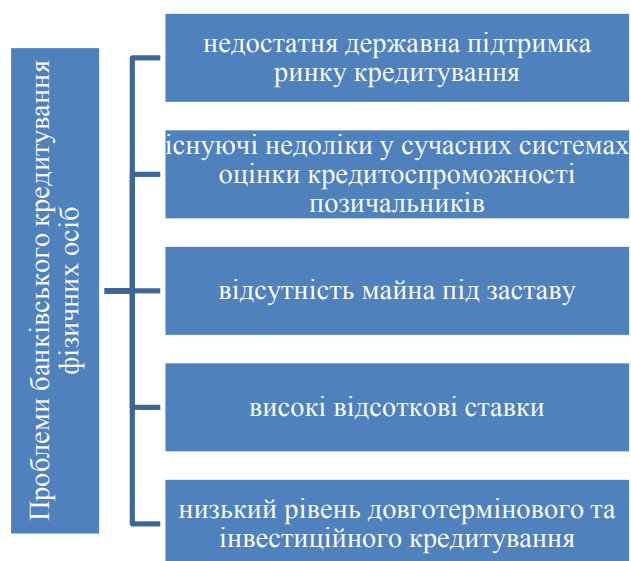 Проблеми банківського кредитування
фізичних осіб
недостатня державна підтримка
ринку кредитування
існуючі недоліки у сучасних системах
оцінки кредитоспроможності
позичальників
відсутність майна під заставу
високі відсоткові ставки
низький рівень довготермінового та
інвестиційного кредитування